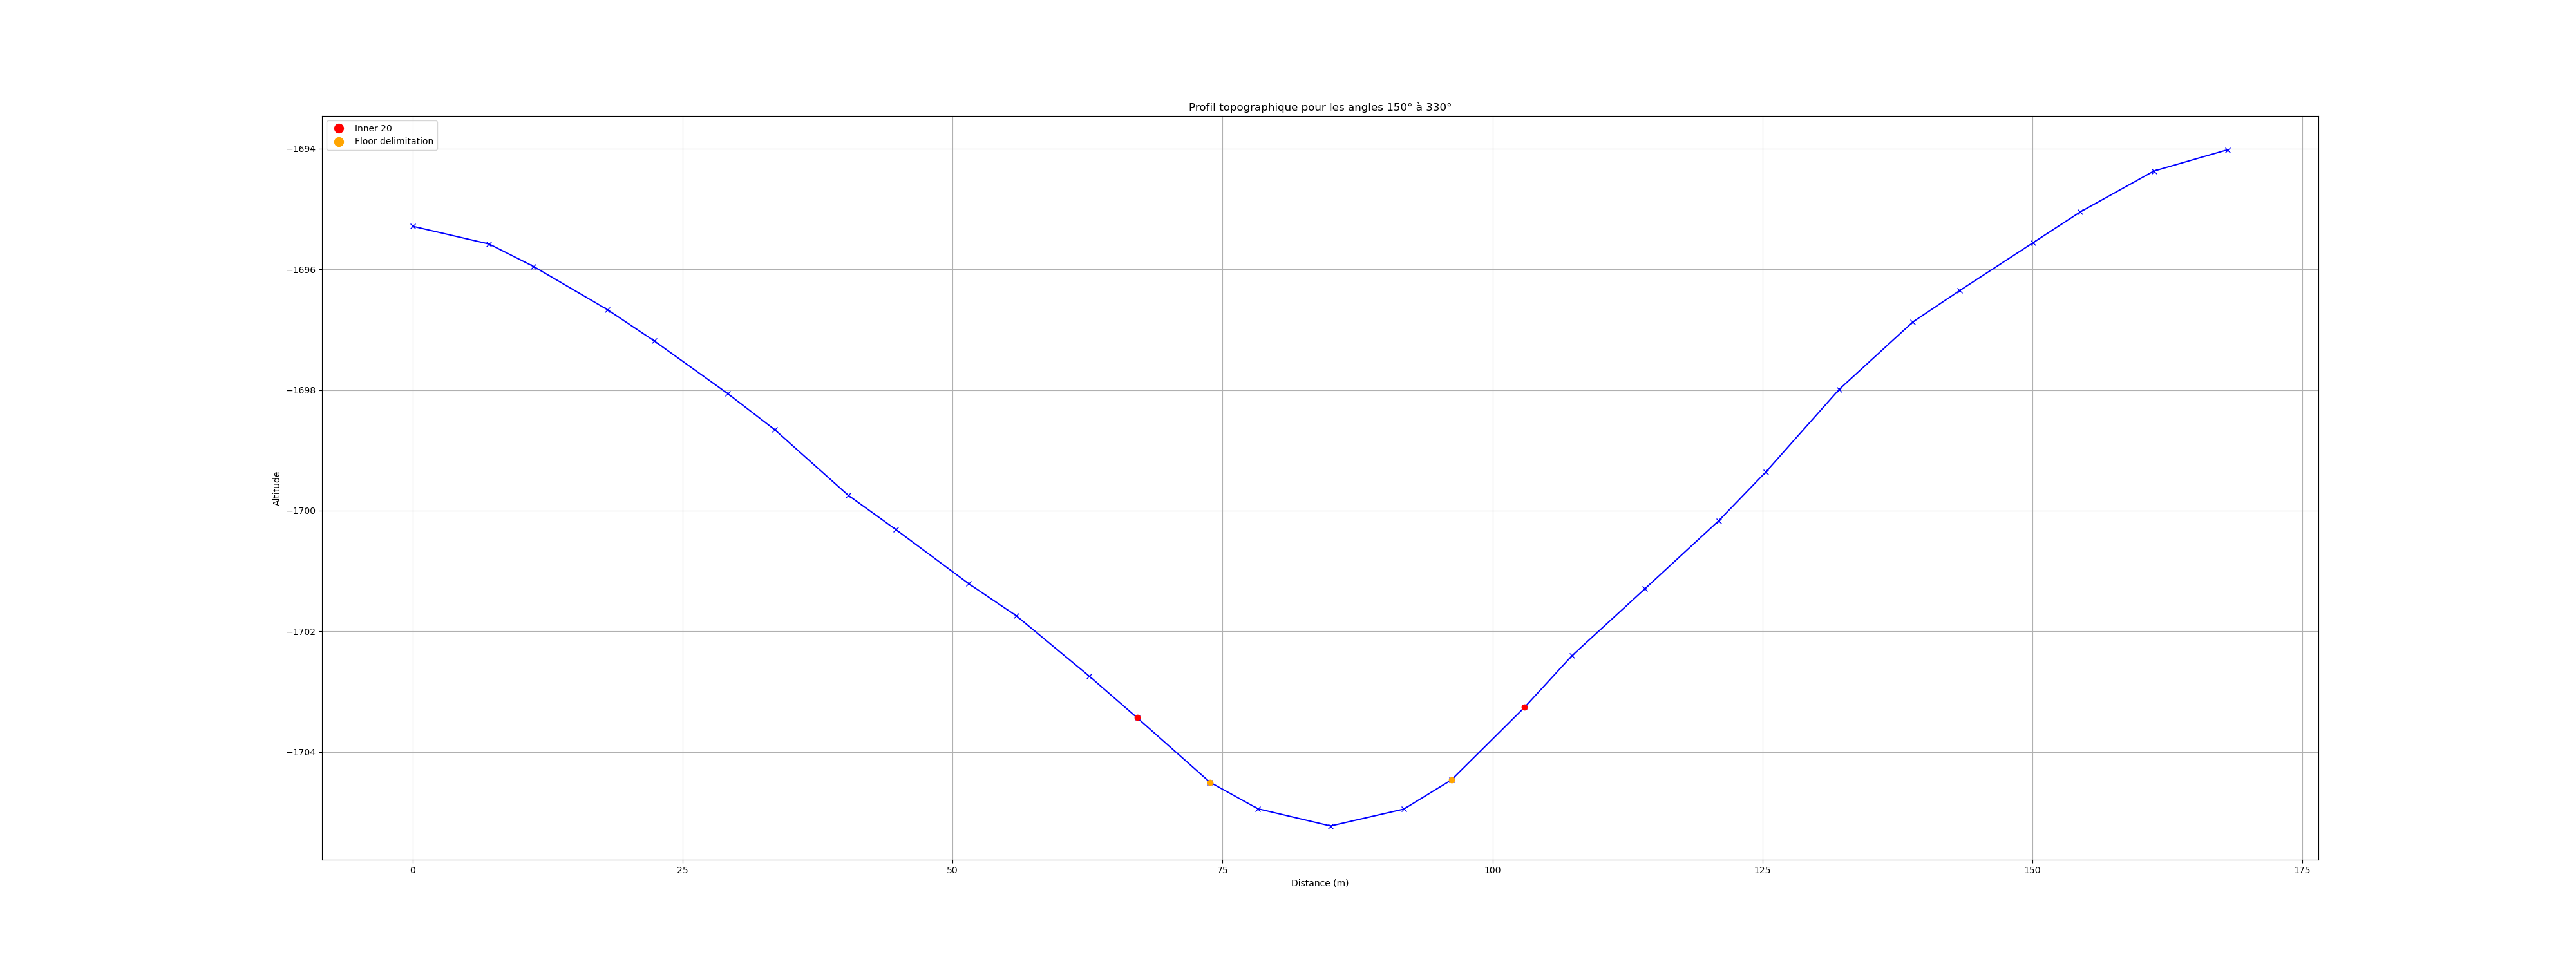 Profil topographique pour les angles 150° à 330°
Inner 20
Floor delimitation
−1694
−1696
−1698
−1700
−1702
−1704
Altitude
0 25 50 75 100 125 150 175
Distance (m)